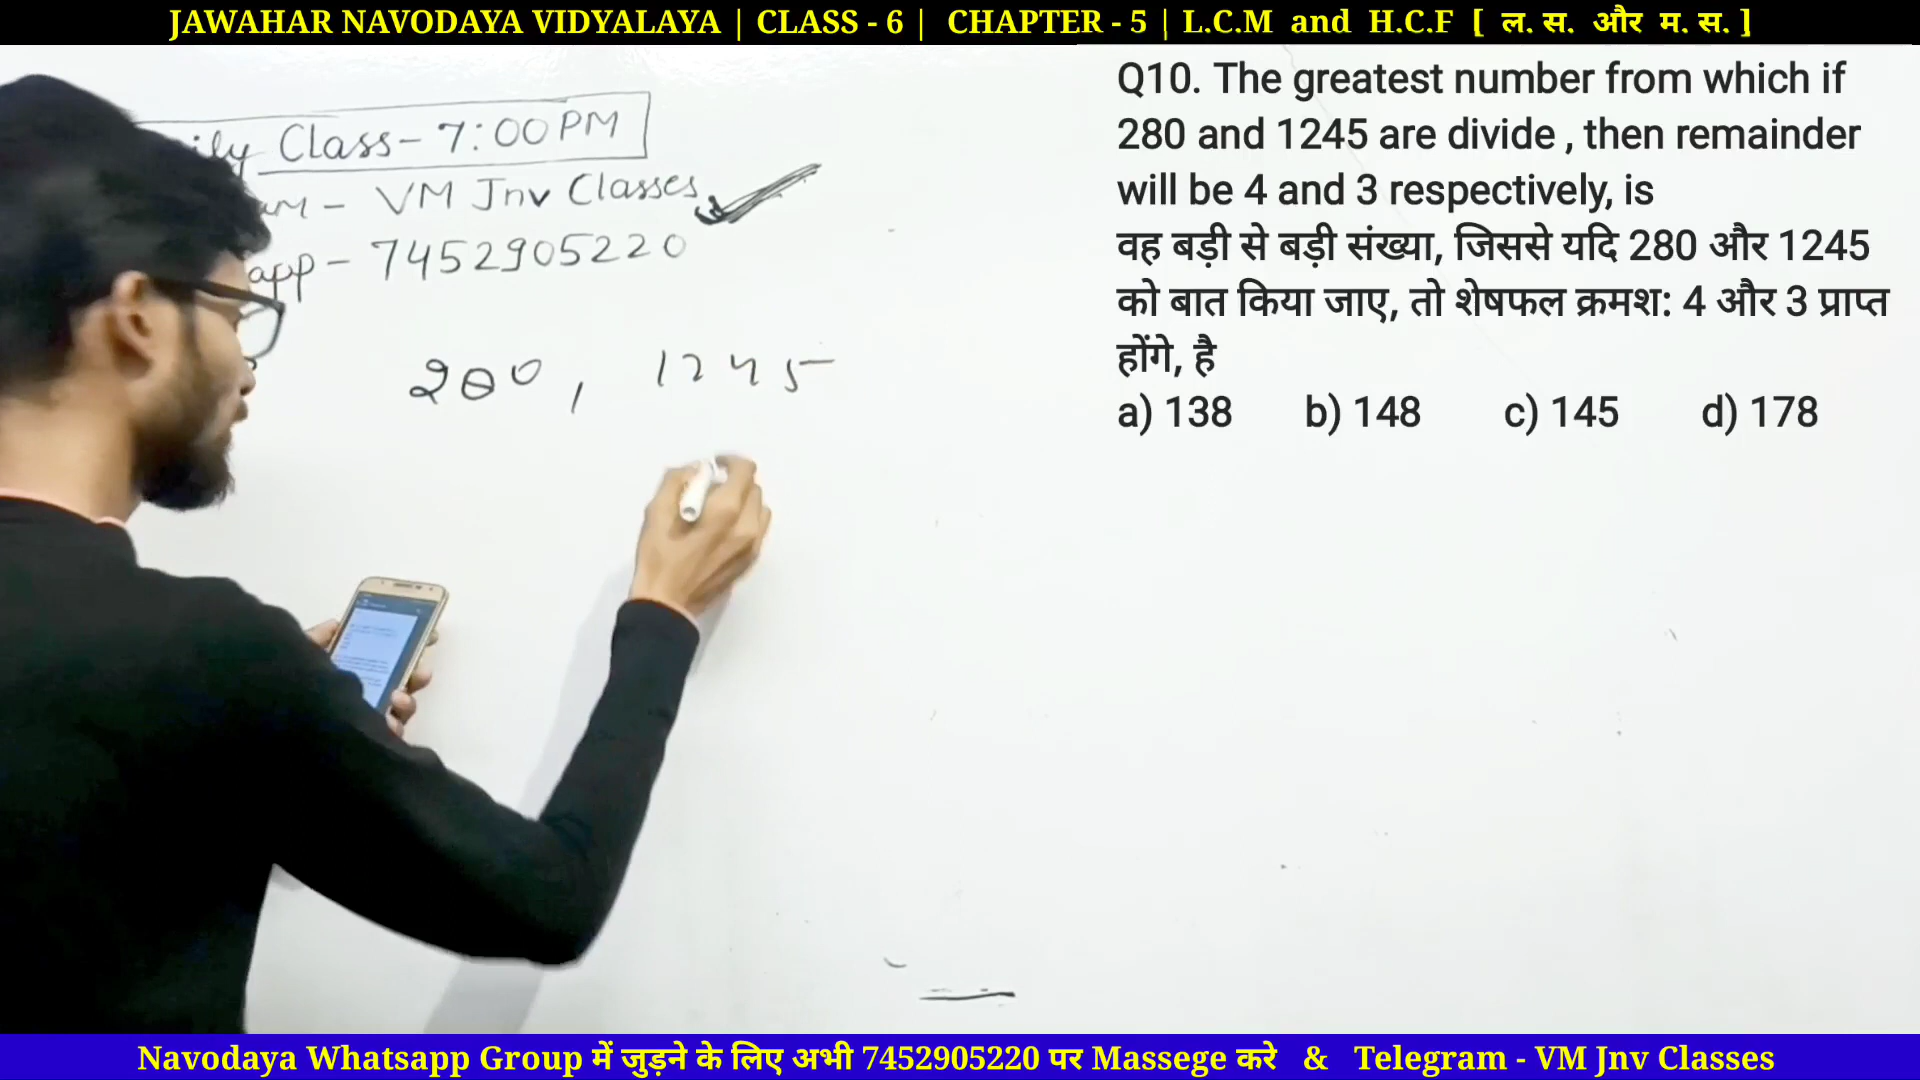 JAWAHAR NAVODAYA VIDYALAYA | CLASS - 6 | CHAPTER - 5 | L.C.M and H.C.F [ ल. स. और म. स. ]
Class - 7:00 PM
VM Jnv Classes
app - 7452905220
280, 1245
Q10. The greatest number from which if
280 and 1245 are divide , then remainder
will be 4 and 3 respectively, is
वह बड़ी से बड़ी संख्या, जिससे यदि 280 और 1245
को बात किया जाए, तो शेषफल क्रमश: 4 और 3 प्राप्त
होंगे, है
a) 138 b) 148 c) 145 d) 178
Navodaya Whatsapp Group में जुड़ने के लिए अभी 7452905220 पर Massege करे & Telegram - VM Jnv Classes